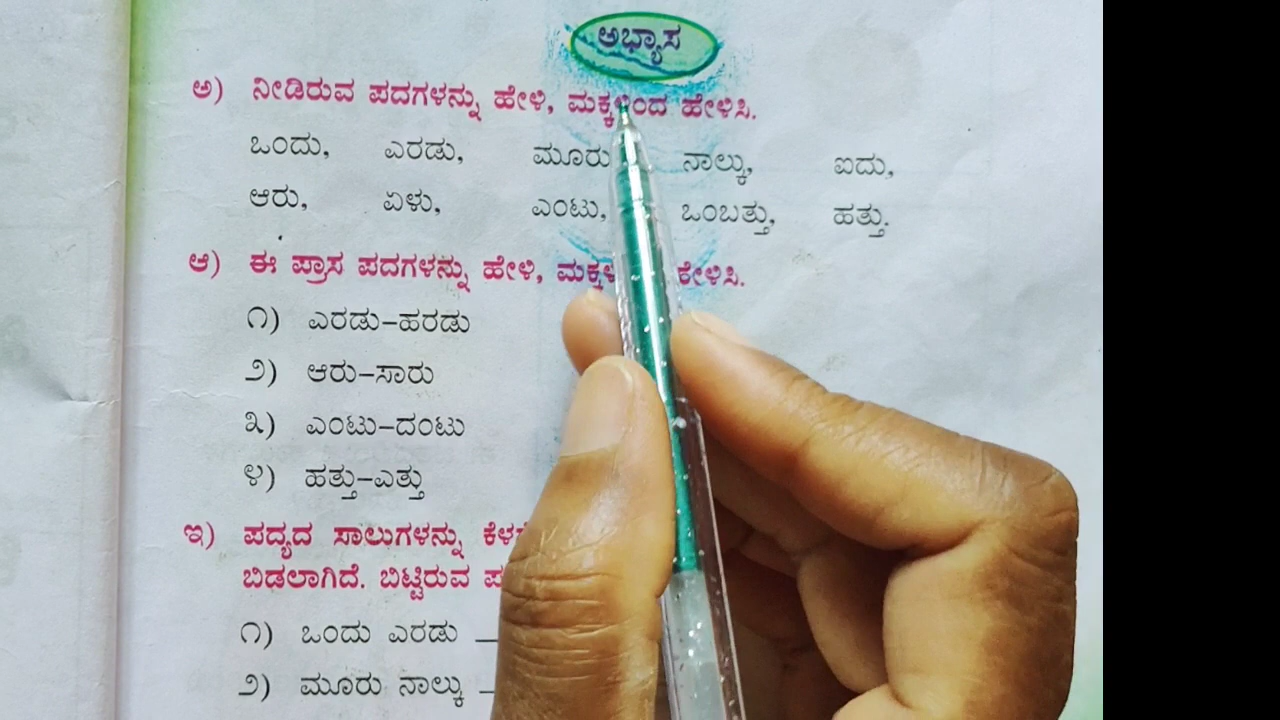 ಅಭ್ಯಾಸ
ಅ) ನೀಡಿರುವ ಪದಗಳನ್ನು ಹೇಳಿ, ಮಕ್ಕಳಿಂದ ಹೇಳಿಸಿ.
ಒಂದು, ಎರಡು, ಮೂರು ನಾಲ್ಕು, ಐದು,
ಆರು, ಏಳು, ಎಂಟು, ಒಂಬತ್ತು, ಹತ್ತು.
ಆ) ಈ ಪ್ರಾಸ ಪದಗಳನ್ನು ಹೇಳಿ, ಕೇಳಿಸಿ.
೧) ಎರಡು–ಹರಡು
೨) ಆರು–ಸಾರು
೩) ಎಂಟು–ದಂಟು
೪) ಹತ್ತು–ಎತ್ತು
ಇ) ಪದ್ಯದ ಸಾಲುಗಳನ್ನು
ಬಿಡಲಾಗಿದೆ. ಬಿಟ್ಟಿರುವ
೧) ಒಂದು ಎರಡು
೨) ಮೂರು ನಾಲ್ಕು